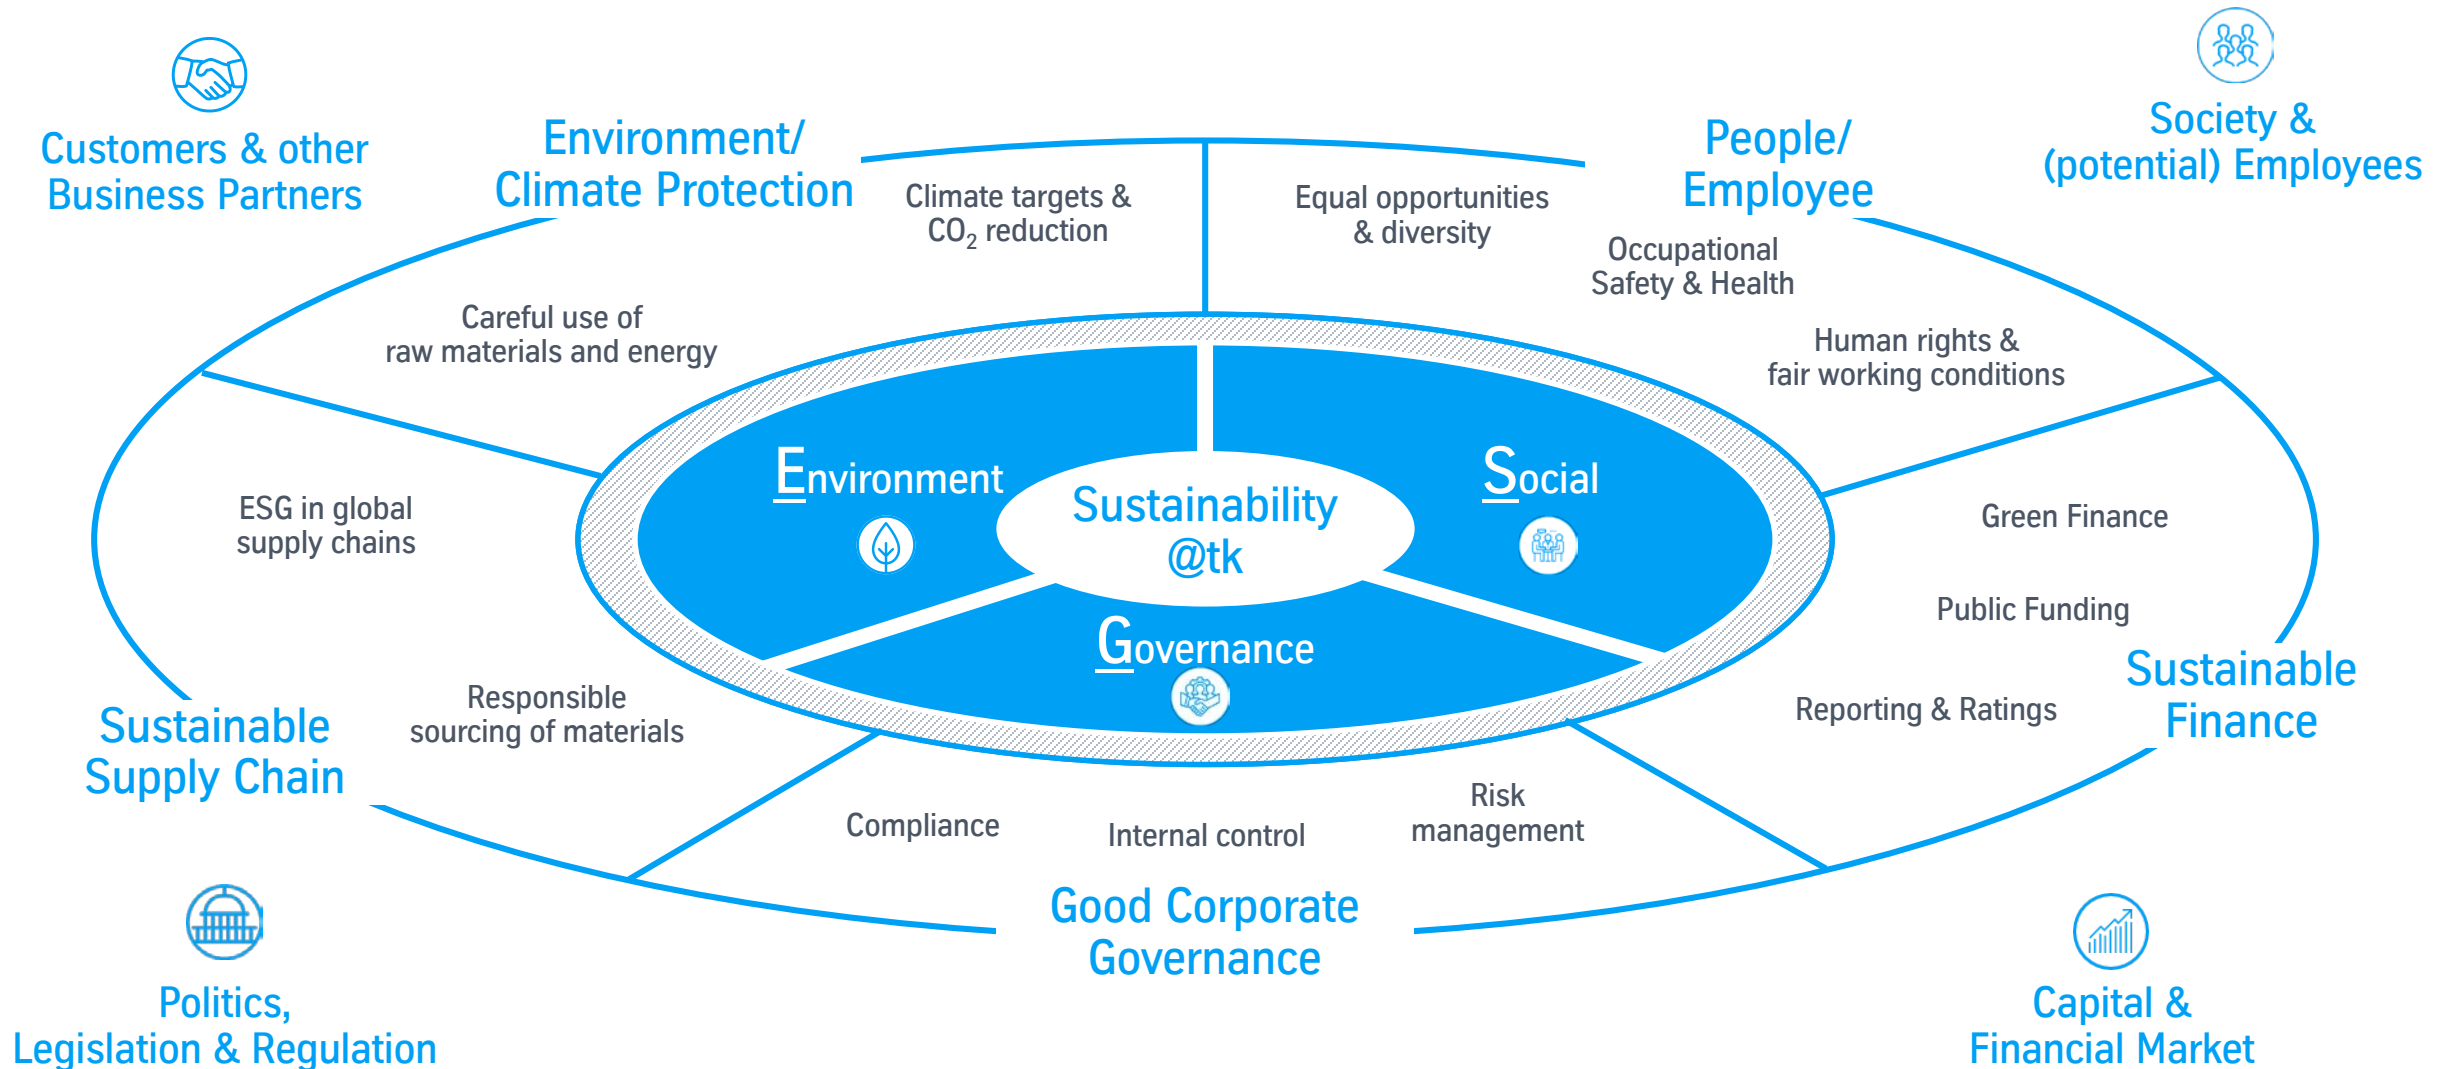 Customers & other
Business Partners
Environment/
Climate Protection
People/
Employee
Society &
(potential) Employees
Climate targets &
CO₂ reduction
Equal opportunities
& diversity
Occupational
Safety & Health
Careful use of
raw materials and energy
Human rights &
fair working conditions
Environment
Social
Sustainability
@tk
Governance
ESG in global
supply chains
Green Finance
Public Funding
Responsible
sourcing of materials
Reporting & Ratings
Sustainable
Finance
Sustainable
Supply Chain
Compliance
Internal control
Risk
management
Good Corporate
Governance
Politics,
Legislation & Regulation
Capital &
Financial Market